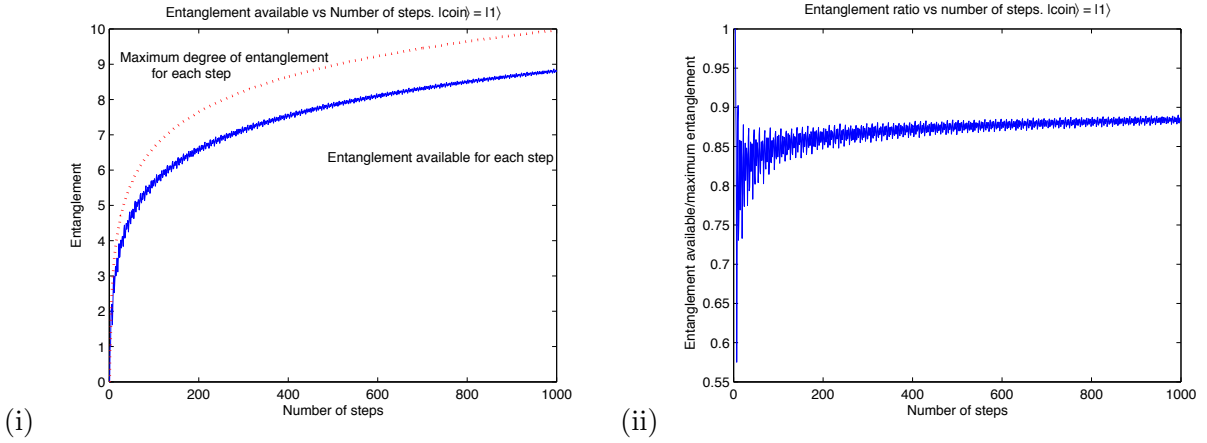 Entanglement available vs Number of steps. |coin⟩ = |1⟩
10
9
8
7
6
5
4
3
2
1
0
Entanglement
Maximum degree of entanglement
for each step
Entanglement available for each step
0 200 400 600 800 1000
Number of steps
(i)
Entanglement ratio vs number of steps. |coin⟩ = |1⟩
1
0.95
0.9
0.85
0.8
0.75
0.7
0.65
0.6
0.55
Entanglement available/maximum entanglement
0 200 400 600 800 1000
Number of steps
(ii)